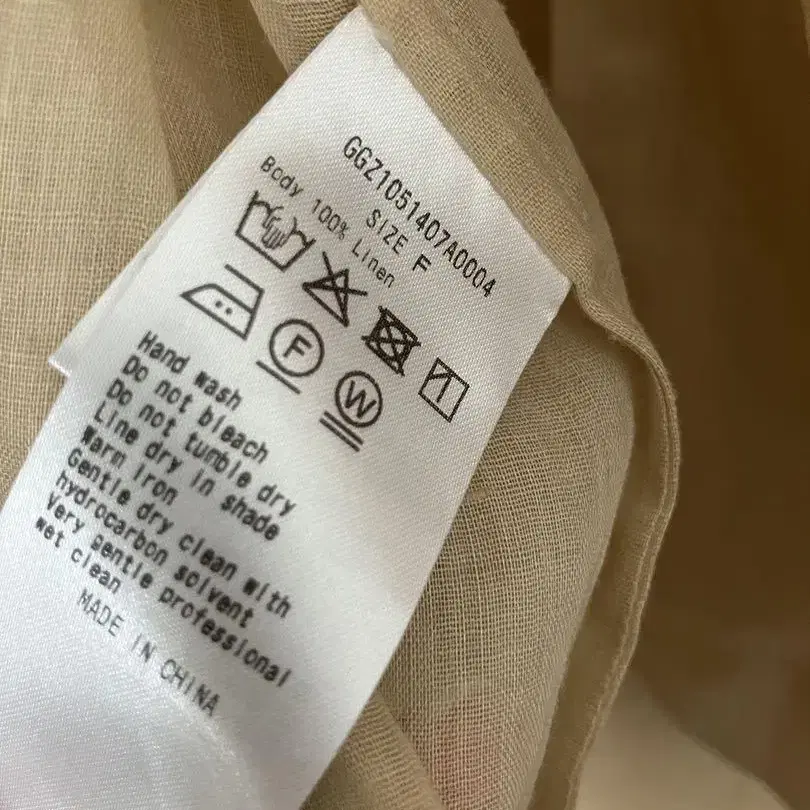 GGZ1051407A0004
SIZE F
Body 100% Linen
F
W
Hand wash
Do not bleach
Do not tumble dry
Line dry in shade
Warm iron
Gentle dry clean with
hydrocarbon solvent
Very gentle professional
wet clean
MADE IN CHINA